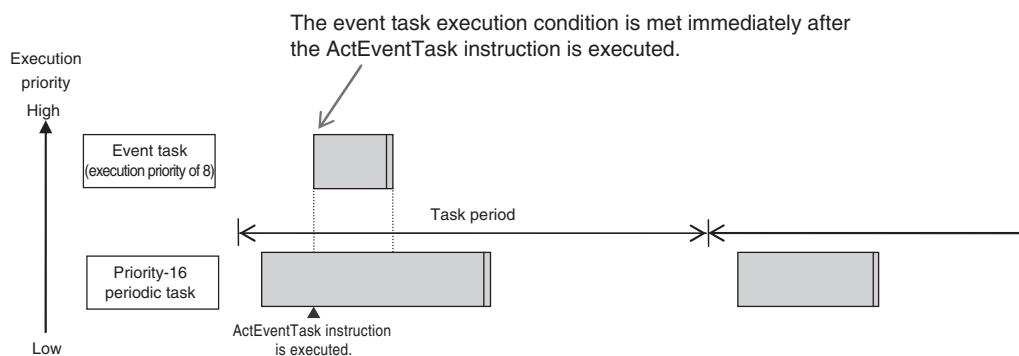 The event task execution condition is met immediately after
the ActEventTask instruction is executed.
Execution
priority
High
Event task
(execution priority of 8)
Task period
Priority-16
periodic task
ActEventTask instruction
is executed.
Low